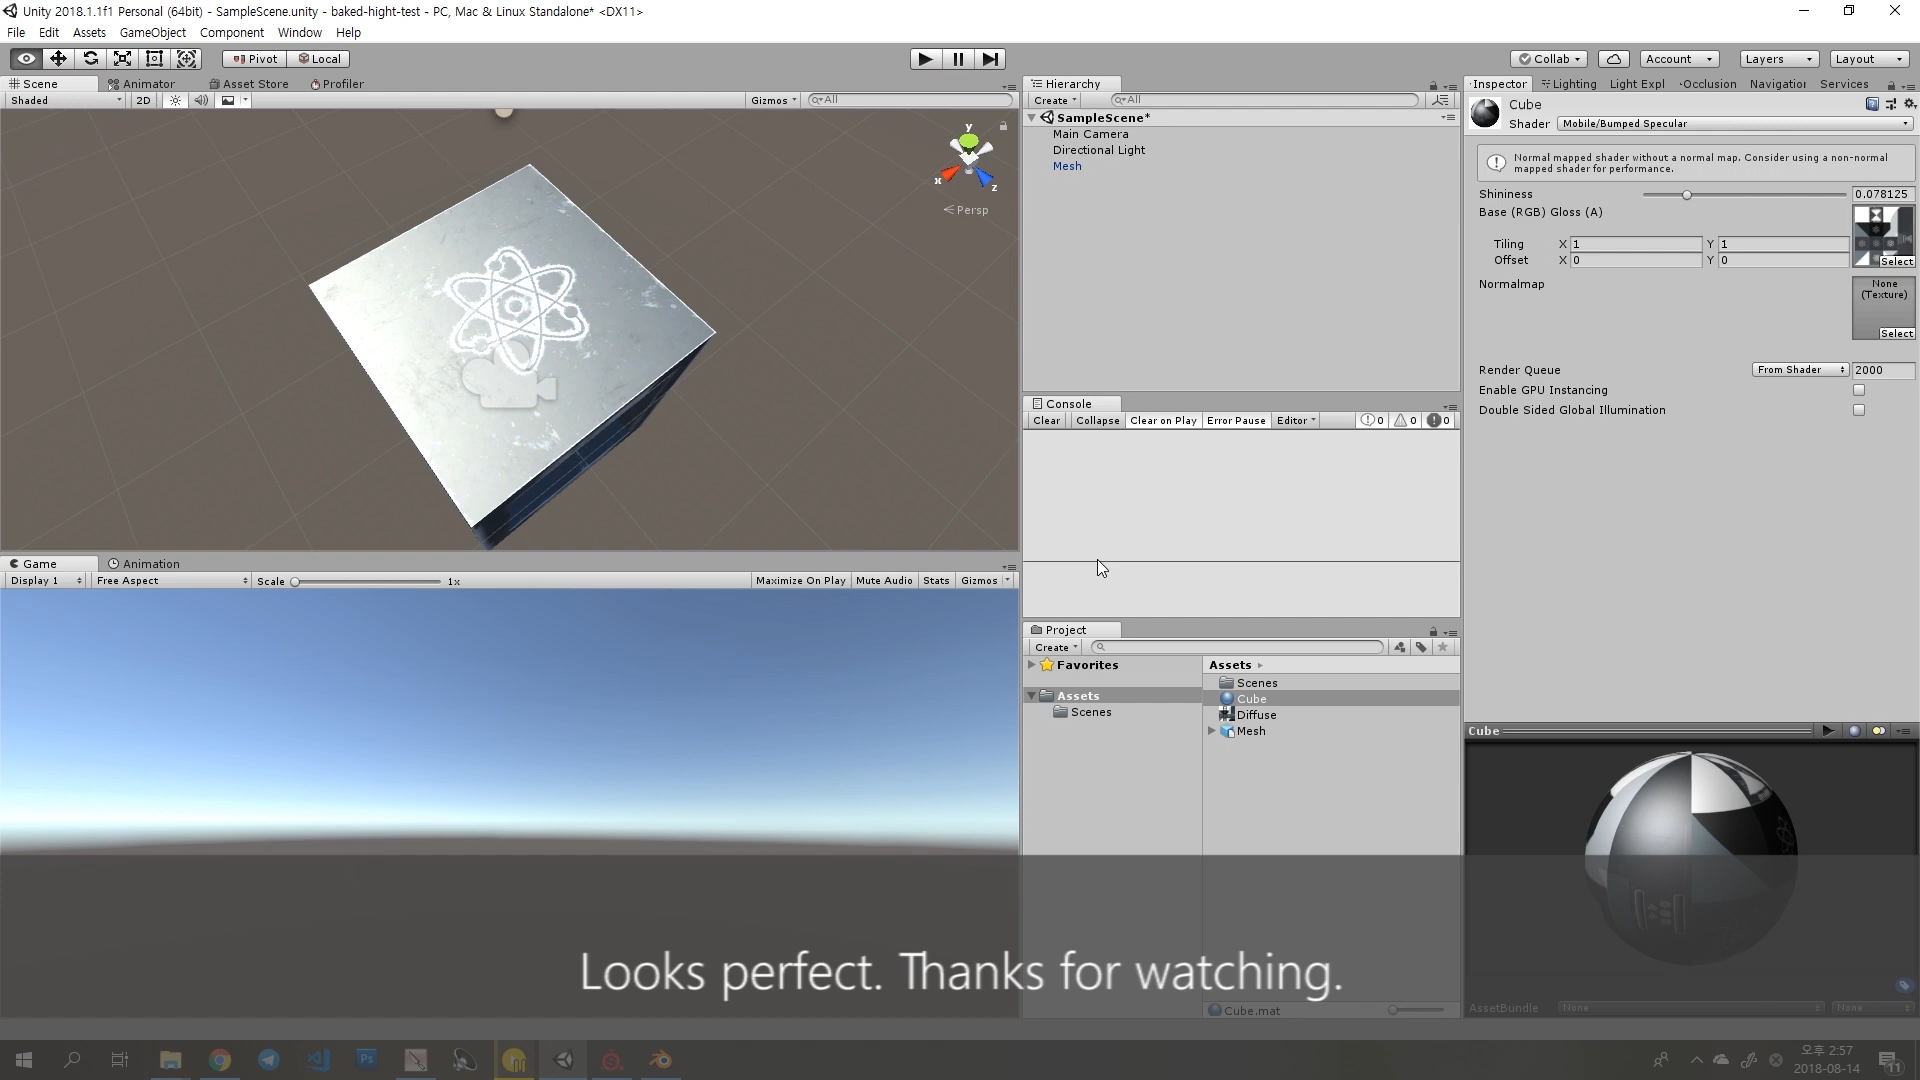 Unity 2018.1.1f1 Personal (64bit) - SampleScene.unity - baked-hight-test - PC, Mac & Linux Standalone* <DX11>
File Edit Assets GameObject Component Window Help
Pivot Local
Collab Account Layers Layout
Scene Animator Asset Store Profiler
Shaded 2D Gizmos All
y
x
z
Persp
Game Animation
Display 1 Free Aspect Scale 1x Maximize On Play Mute Audio Stats Gizmos
Hierarchy
Create All
SampleScene*
Main Camera
Directional Light
Mesh
Console
Clear Collapse Clear on Play Error Pause Editor 0 0 0
Project
Create
Favorites
Assets
Scenes
Assets
Scenes
Cube
Diffuse
Mesh
Cube.mat
Inspector Lighting Light Expl Occlusion Navigatior Services
Cube
Shader Mobile/Bumped Specular
Normal mapped shader without a normal map. Consider using a non-normal
mapped shader for performance.
Shininess 0.078125
Base (RGB) Gloss (A)
Tiling X 1 Y 1
Offset X 0 Y 0
Select
Normalmap
None
(Texture)
Select
Render Queue From Shader 2000
Enable GPU Instancing
Double Sided Global Illumination
Cube
AssetBundle None None
Looks perfect. Thanks for watching.
Ps
오후 2:57
2018-08-14
11